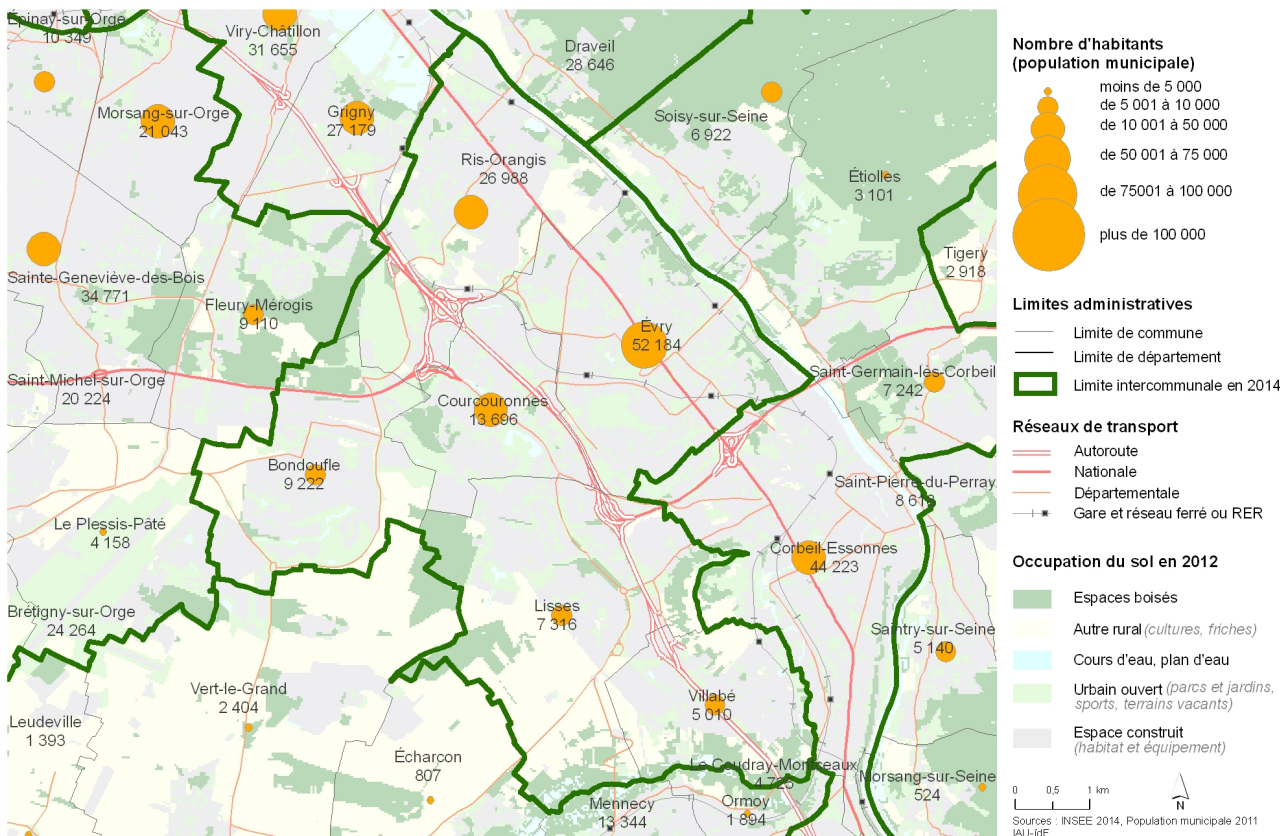 Épinay-sur-Orge
10 349
Viry-Châtillon
31 655
Draveil
28 646
Morsang-sur-Orge
21 043
Grigny
27 179
Soisy-sur-Seine
6 922
Ris-Orangis
26 988
Étiolles
3 101
Tigery
2 918
Sainte-Geneviève-des-Bois
34 771
Fleury-Mérogis
9 110
Évry
52 184
Saint-Michel-sur-Orge
20 224
Saint-Germain-lès-Corbeil
7 242
Courcouronnes
13 696
Bondoufle
9 222
Saint-Pierre-du-Perray
Le Plessis-Pâté
4 158
Corbeil-Essonnes
44 223
Brétigny-sur-Orge
24 264
Lisses
7 316
Saintry-sur-Seine
5 140
Vert-le-Grand
2 404
Villabé
5 010
Leudeville
1 393
Écharcon
807
Le Coudray-Montceaux
Morsang-sur-Seine
524
Mennecy
13 344
Ormoy
1 894
Nombre d'habitants
(population municipale)
moins de 5 000
de 5 001 à 10 000
de 10 001 à 50 000
de 50 001 à 75 000
de 75001 à 100 000
plus de 100 000
Limites administratives
Limite de commune
Limite de département
Limite intercommunale en 2014
Réseaux de transport
Autoroute
Nationale
Départementale
Gare et réseau ferré ou RER
Occupation du sol en 2012
Espaces boisés
Autre rural (cultures, friches)
Cours d'eau, plan d'eau
Urbain ouvert (parcs et jardins,
sports, terrains vacants)
Espace construit
(habitat et équipement)
0 0,5 1 km
N
Sources : INSEE 2014, Population municipale 2011
IAU-îdF